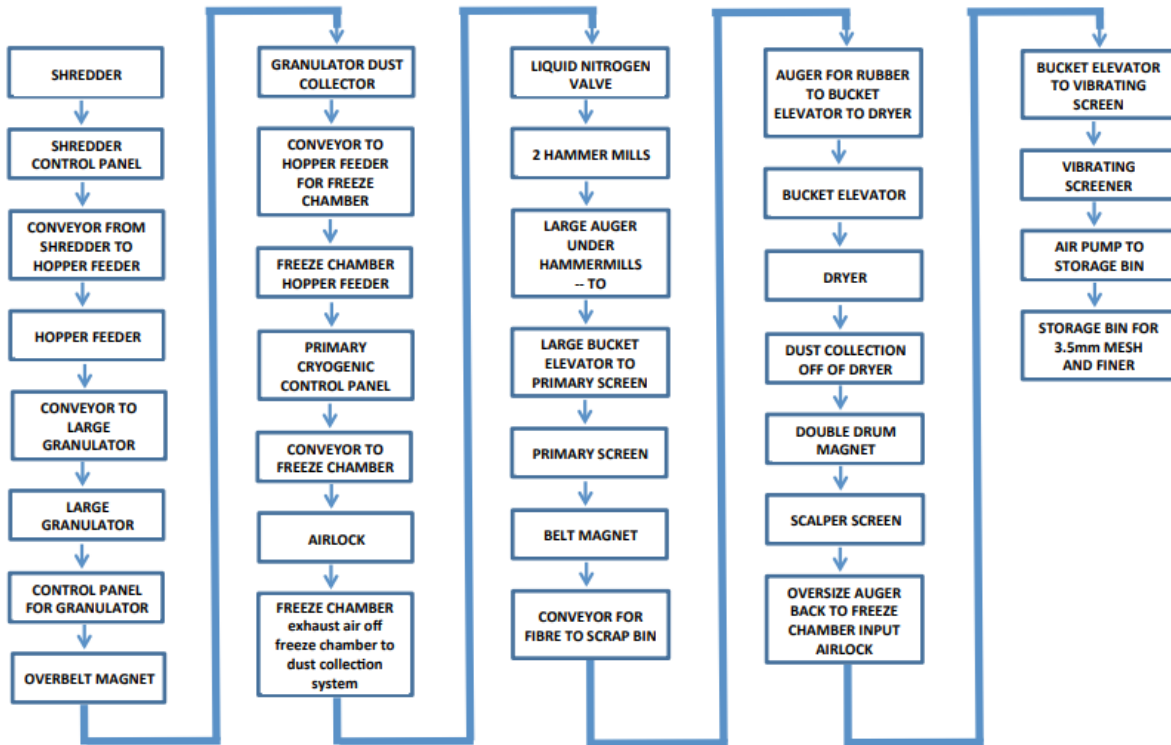 SHREDDER
SHREDDER
CONTROL PANEL
CONVEYOR FROM
SHREDDER TO
HOPPER FEEDER
HOPPER FEEDER
CONVEYOR TO
LARGE
GRANULATOR
LARGE
GRANULATOR
CONTROL PANEL
FOR GRANULATOR
OVERBELT MAGNET
GRANULATOR DUST
COLLECTOR
CONVEYOR TO
HOPPER FEEDER
FOR FREEZE
CHAMBER
FREEZE CHAMBER
HOPPER FEEDER
PRIMARY
CRYOGENIC
CONTROL PANEL
CONVEYOR TO
FREEZE CHAMBER
AIRLOCK
FREEZE CHAMBER
exhaust air off
freeze chamber to
dust collection
system
LIQUID NITROGEN
VALVE
2 HAMMER MILLS
LARGE AUGER
UNDER
HAMMERMILLS
-- TO
LARGE BUCKET
ELEVATOR TO
PRIMARY SCREEN
PRIMARY SCREEN
BELT MAGNET
CONVEYOR FOR
FIBRE TO SCRAP BIN
AUGER FOR RUBBER
TO BUCKET
ELEVATOR TO DRYER
BUCKET ELEVATOR
DRYER
DUST COLLECTION
OFF OF DRYER
DOUBLE DRUM
MAGNET
SCALPER SCREEN
OVERSIZE AUGER
BACK TO FREEZE
CHAMBER INPUT
AIRLOCK
BUCKET ELEVATOR
TO VIBRATING
SCREEN
VIBRATING
SCREENER
AIR PUMP TO
STORAGE BIN
STORAGE BIN FOR
3.5mm MESH
AND FINER